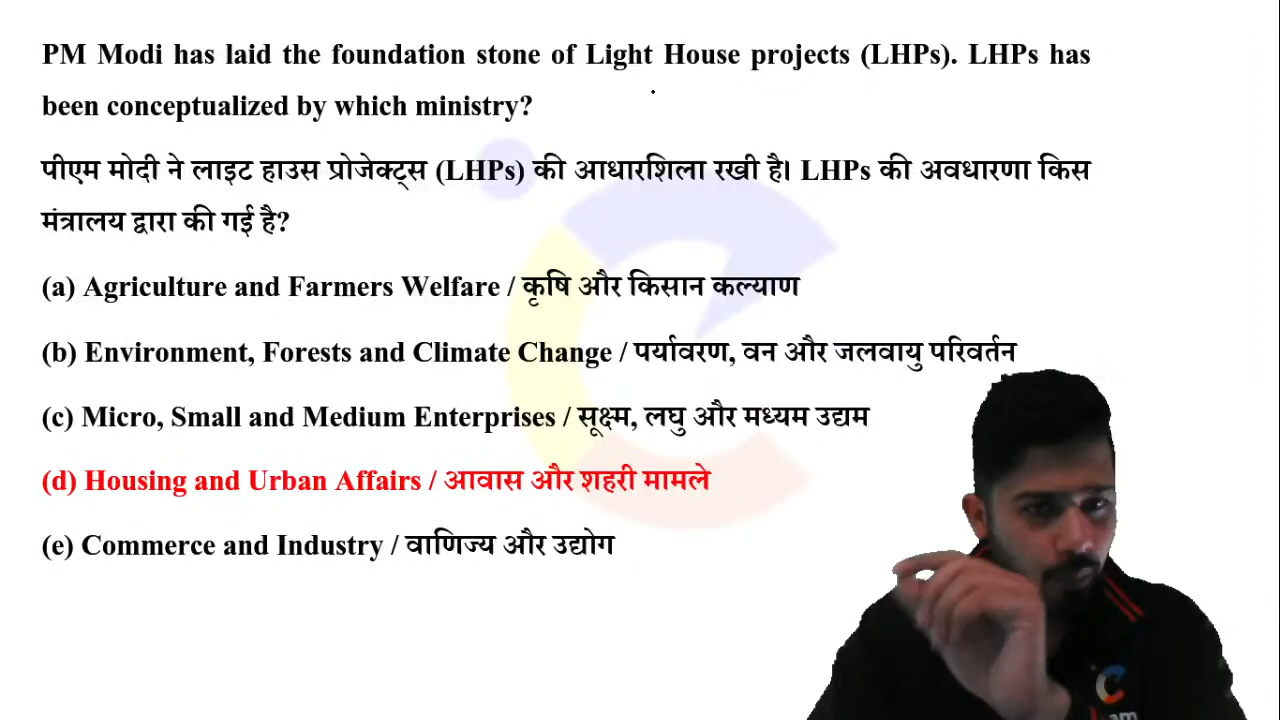 PM Modi has laid the foundation stone of Light House projects (LHPs). LHPs has
been conceptualized by which ministry?
पीएम मोदी ने लाइट हाउस प्रोजेक्ट्स (LHPs) की आधारशिला रखी है। LHPs की अवधारणा किस
मंत्रालय द्वारा की गई है?
(a) Agriculture and Farmers Welfare / कृषि और किसान कल्याण
(b) Environment, Forests and Climate Change / पर्यावरण, वन और जलवायु परिवर्तन
(c) Micro, Small and Medium Enterprises / सूक्ष्म, लघु और मध्यम उद्यम
(d) Housing and Urban Affairs / आवास और शहरी मामले
(e) Commerce and Industry / वाणिज्य और उद्योग